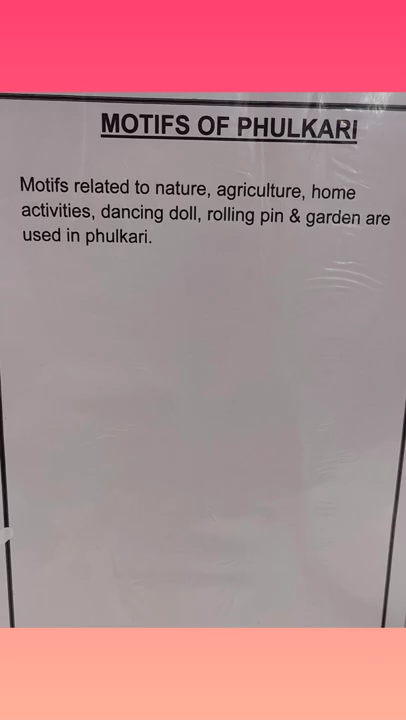 MOTIFS OF PHULKARI
Motifs related to nature, agriculture, home
activities, dancing doll, rolling pin & garden are
used in phulkari.